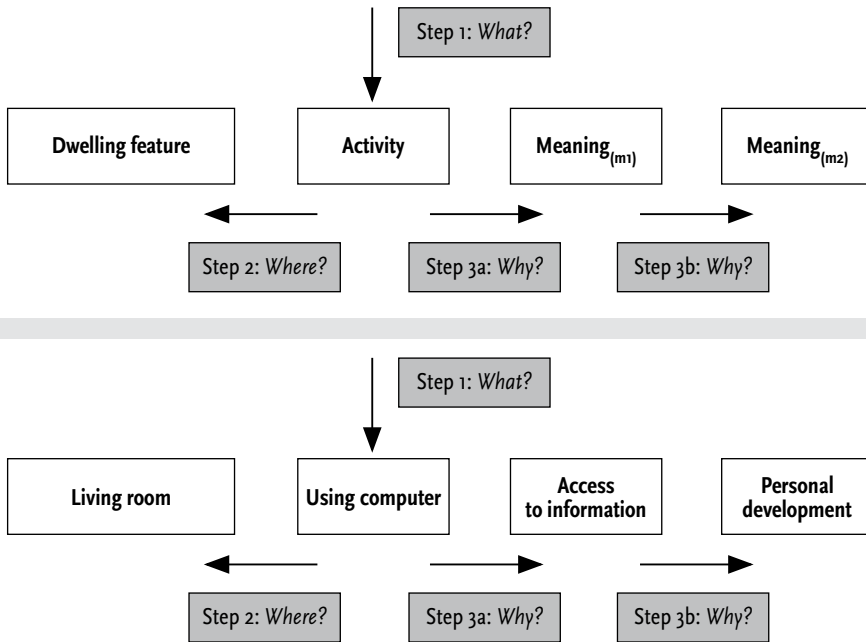 Step 1: What?
Dwelling feature
Activity
Meaning(m1)
Meaning(m2)
Step 2: Where?
Step 3a: Why?
Step 3b: Why?
Step 1: What?
Living room
Using computer
Access
to information
Personal
development
Step 2: Where?
Step 3a: Why?
Step 3b: Why?